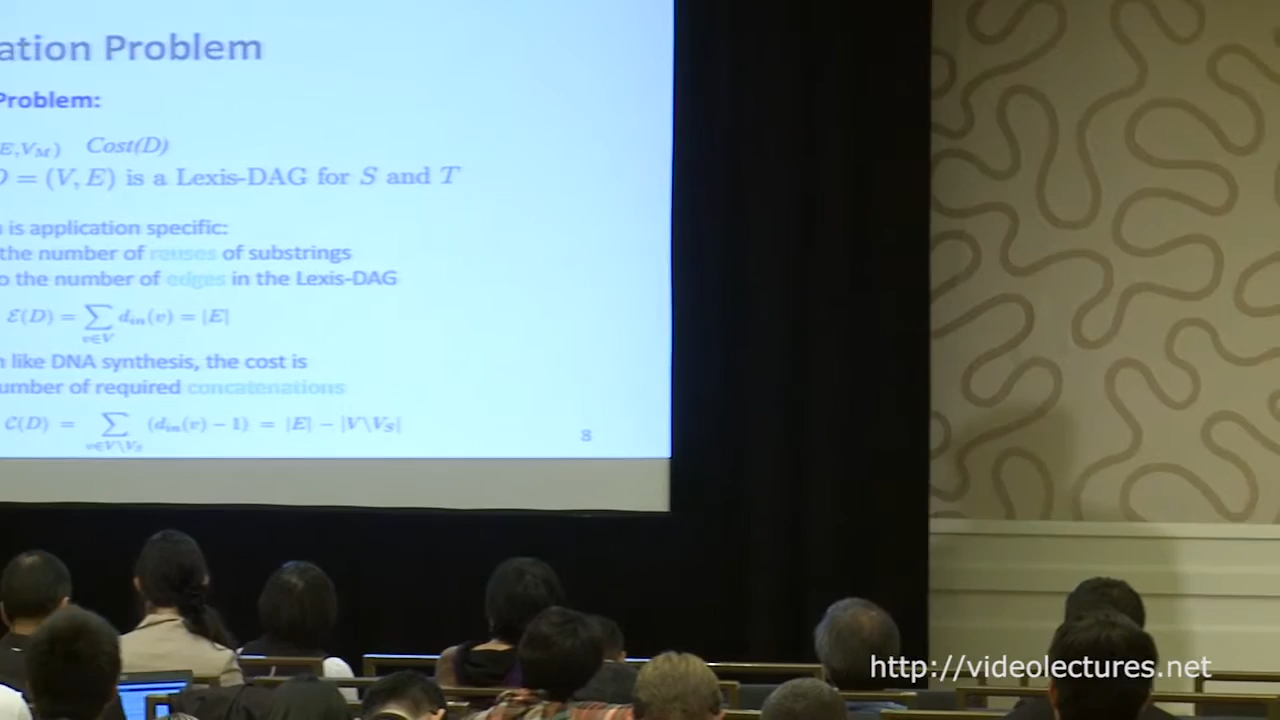 ation Problem
Problem:
E,V_M) Cost(D)
D = (V, E) is a Lexis-DAG for S and T
is application specific:
the number of reuses of substrings
o the number of edges in the Lexis-DAG
ℰ(D) = ∑_{v∈V} d_in(v) = |E|
n like DNA synthesis, the cost is
umber of required concatenations
𝒞(D) = ∑_{v∈V\V_S} (d_in(v) − 1) = |E| − |V\V_S|
8
http://videolectures.net